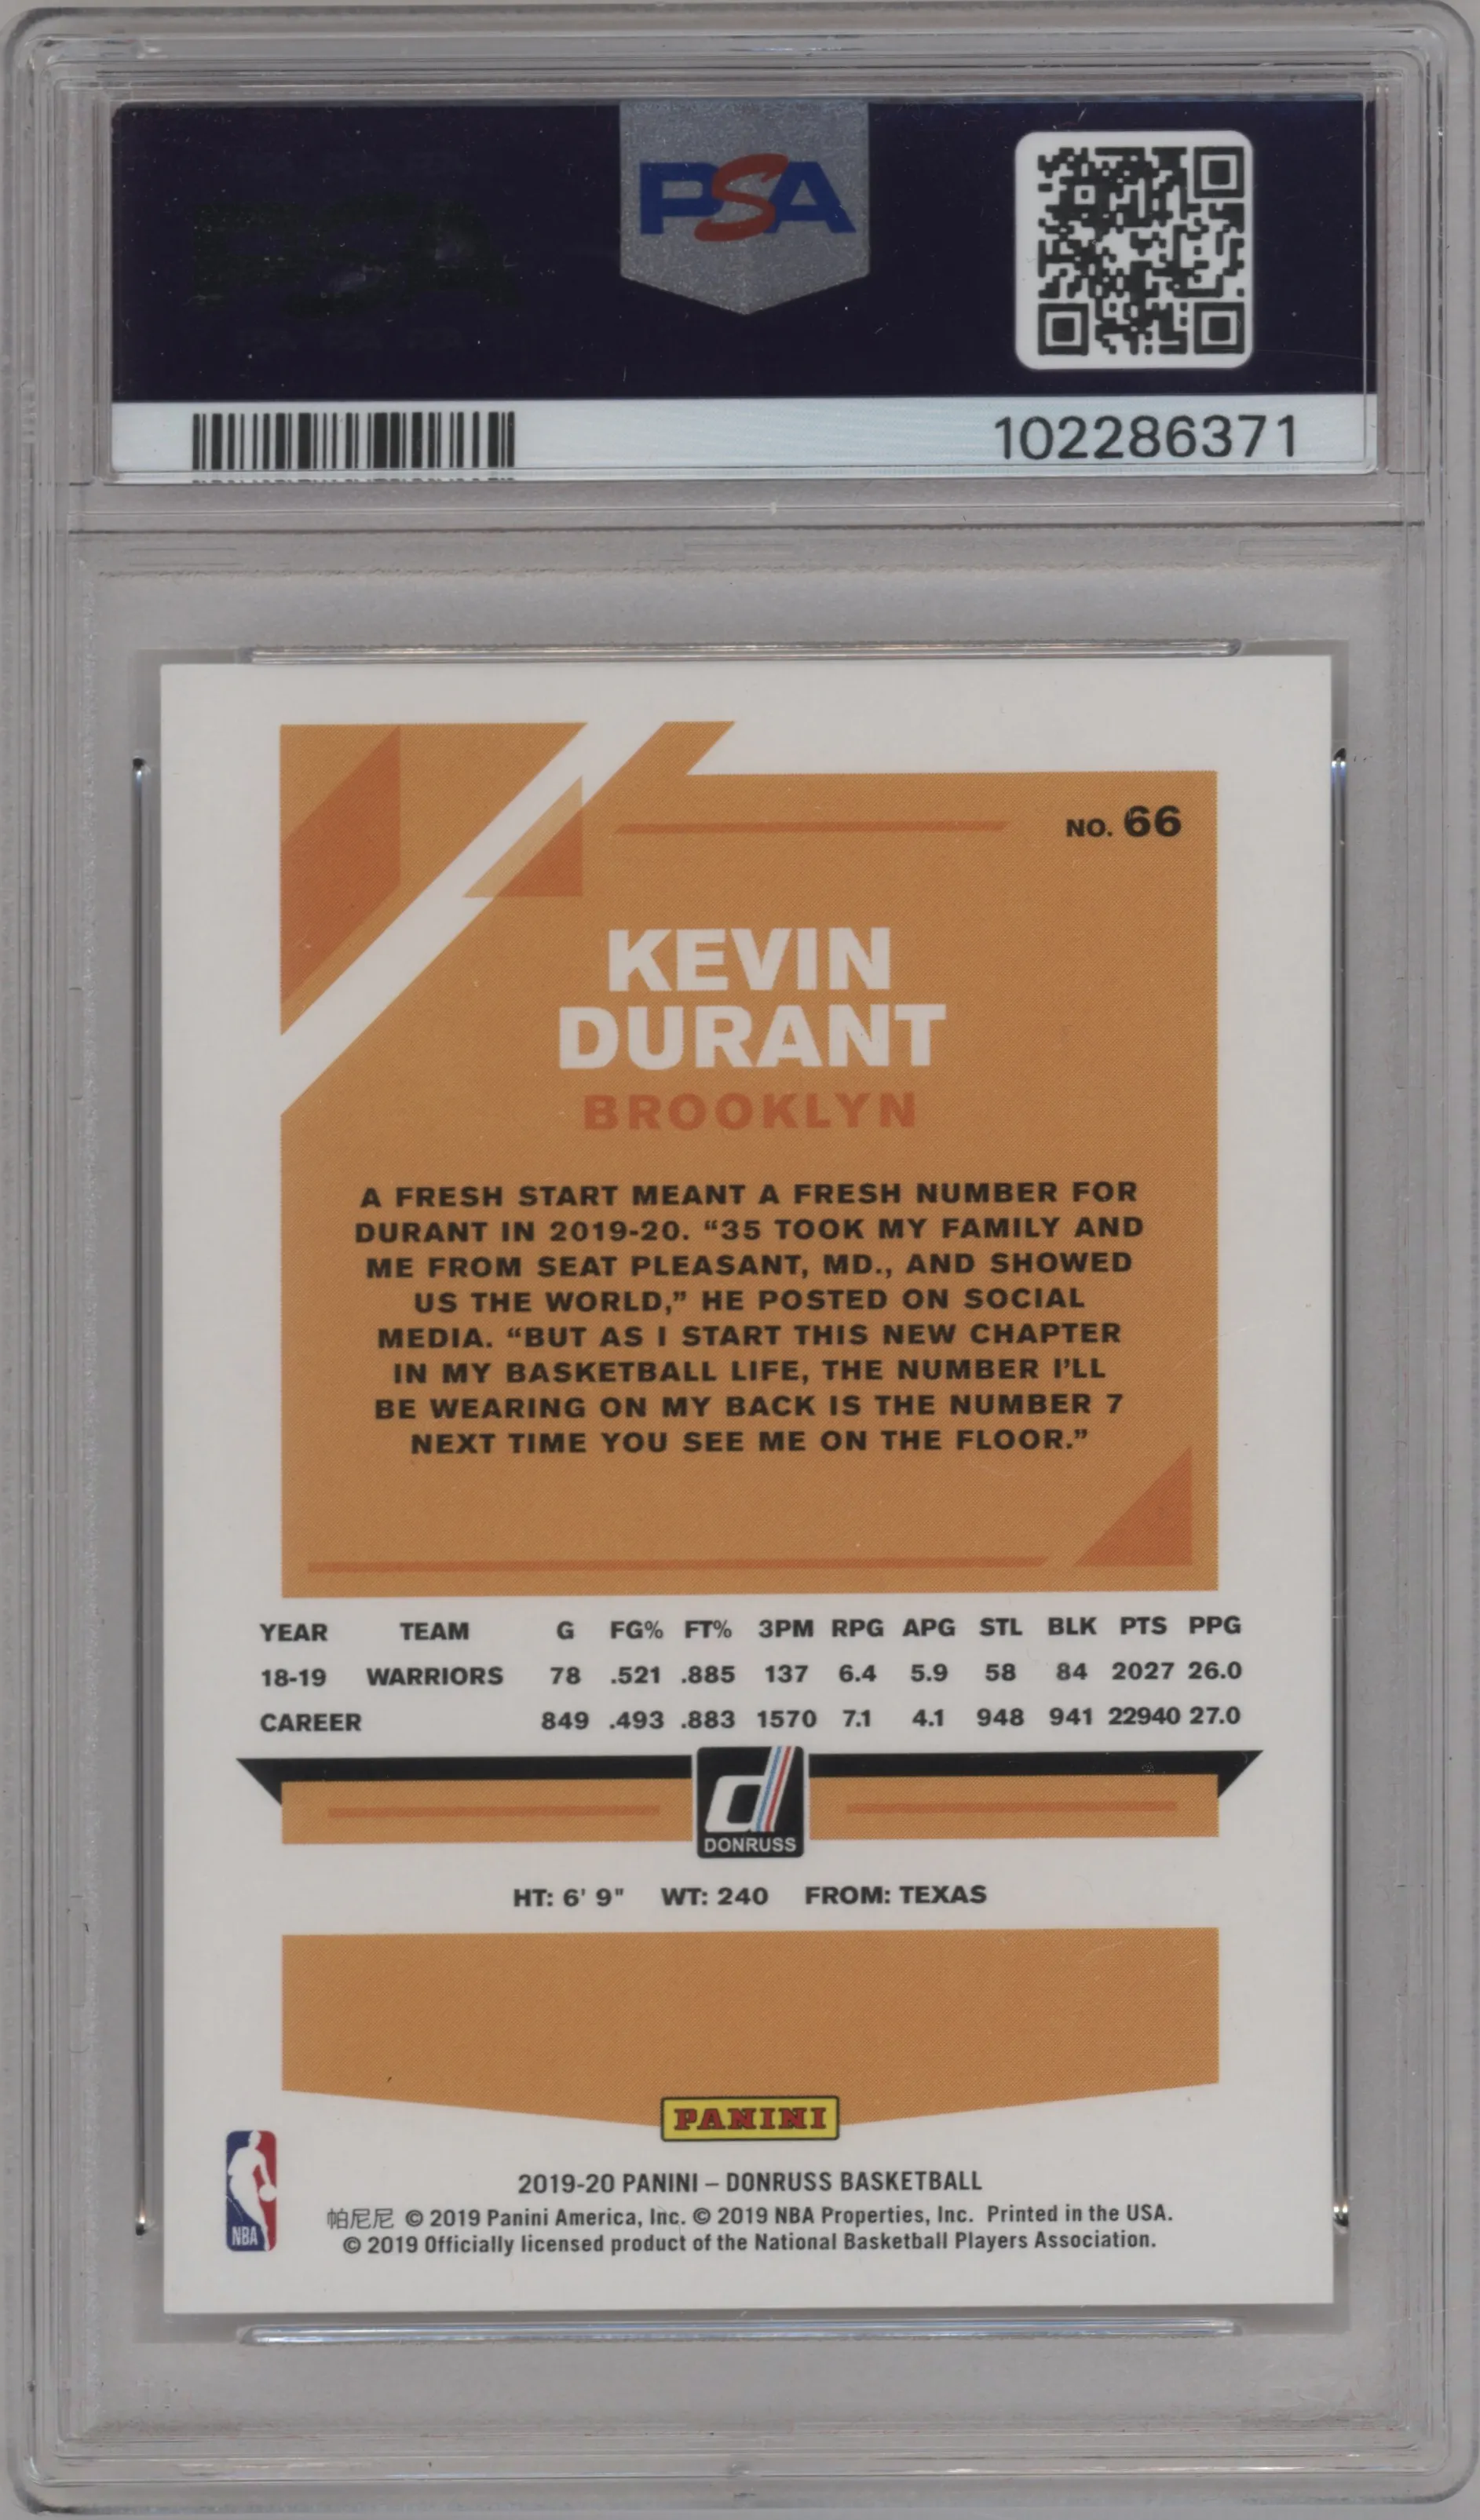 PSA
102286371
NO. 66
KEVIN
DURANT
BROOKLYN
A FRESH START MEANT A FRESH NUMBER FOR
DURANT IN 2019-20. “35 TOOK MY FAMILY AND
ME FROM SEAT PLEASANT, MD., AND SHOWED
US THE WORLD,” HE POSTED ON SOCIAL
MEDIA. “BUT AS I START THIS NEW CHAPTER
IN MY BASKETBALL LIFE, THE NUMBER I’LL
BE WEARING ON MY BACK IS THE NUMBER 7
NEXT TIME YOU SEE ME ON THE FLOOR.”
YEAR TEAM G FG% FT% 3PM RPG APG STL BLK PTS PPG
18-19 WARRIORS 78 .521 .885 137 6.4 5.9 58 84 2027 26.0
CAREER 849 .493 .883 1570 7.1 4.1 948 941 22940 27.0
DONRUSS
HT: 6' 9" WT: 240 FROM: TEXAS
PANINI
2019-20 PANINI – DONRUSS BASKETBALL
帕尼尼 © 2019 Panini America, Inc. © 2019 NBA Properties, Inc. Printed in the USA.
© 2019 Officially licensed product of the National Basketball Players Association.
NBA